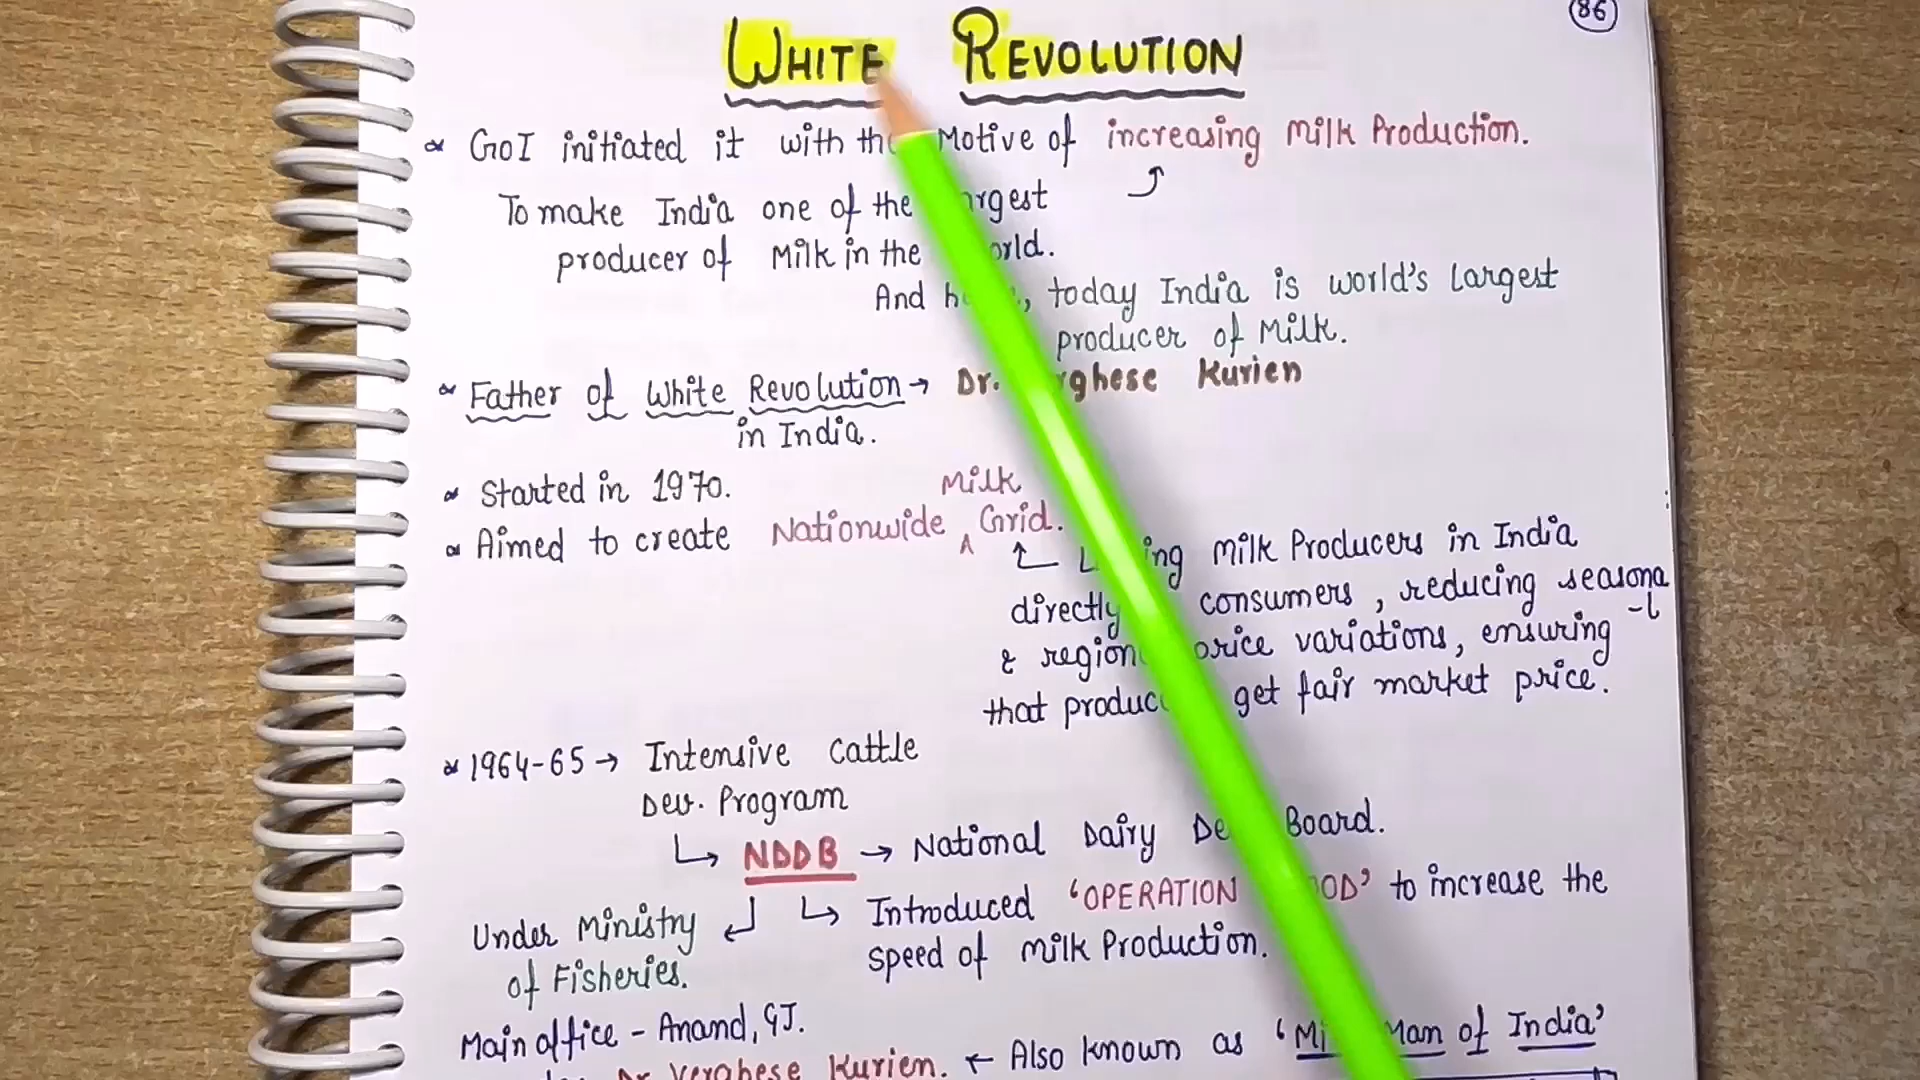 86
WHITE REVOLUTION
GoI initiated it with Motive of increasing Milk Production.
To make India one of the
producer of Milk in the
And today India is world's largest
producer of Milk.
Father of White Revolution → Dr. Kurien
in India.
Started in 1970.
Milk
Aimed to create Nationwide ^ Grid.
Milk Producers in India
directly consumers, reducing seasona
-l
& variations, ensuring
that get fair market price.
1964-65 → Intensive Cattle
Dev. Program
NDDB → National Dairy Board.
Introduced 'OPERATION to increase the
speed of Milk Production.
Under Ministry
of Fisheries.
Main office - Anand, GJ.
Dr Verghese Kurien. ← Also known as Man of India'